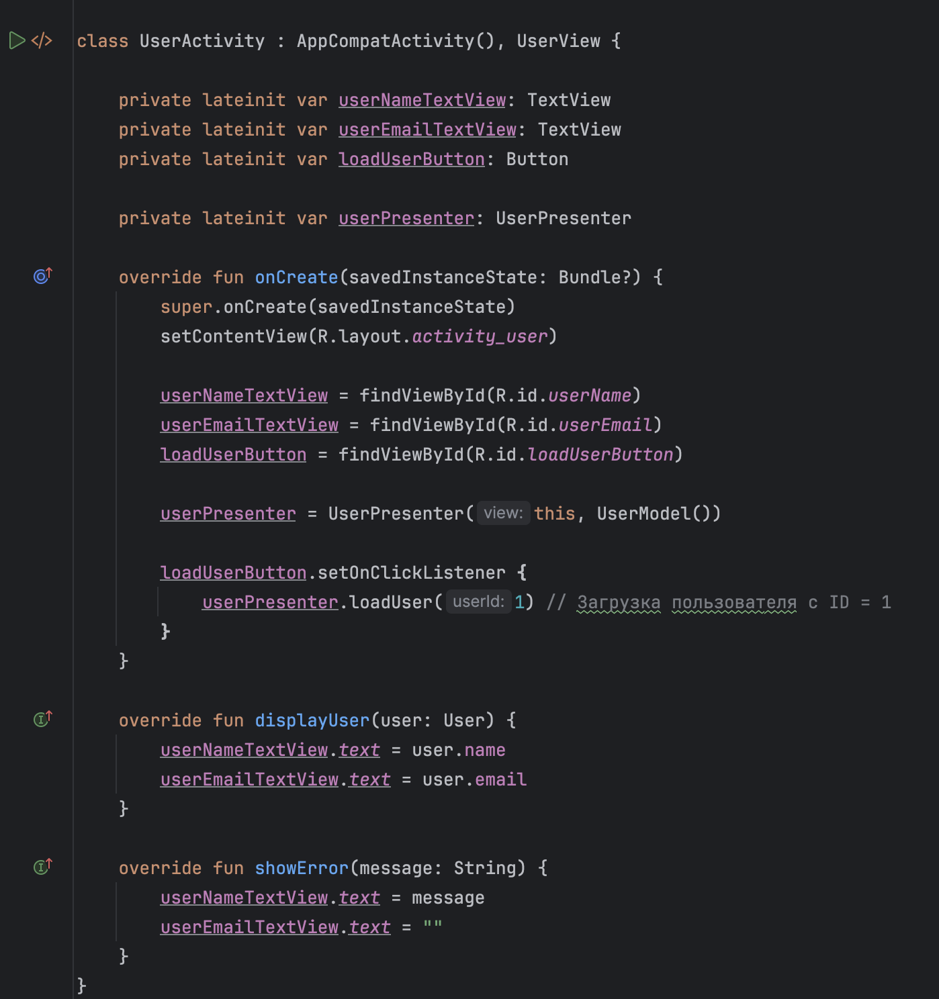 class UserActivity : AppCompatActivity(), UserView {
private lateinit var userNameTextView: TextView
private lateinit var userEmailTextView: TextView
private lateinit var loadUserButton: Button
private lateinit var userPresenter: UserPresenter
override fun onCreate(savedInstanceState: Bundle?) {
super.onCreate(savedInstanceState)
setContentView(R.layout.activity_user)
userNameTextView = findViewById(R.id.userName)
userEmailTextView = findViewById(R.id.userEmail)
loadUserButton = findViewById(R.id.loadUserButton)
userPresenter = UserPresenter( view: this, UserModel())
loadUserButton.setOnClickListener {
userPresenter.loadUser( userId: 1) // Загрузка пользователя с ID = 1
}
}
override fun displayUser(user: User) {
userNameTextView.text = user.name
userEmailTextView.text = user.email
}
override fun showError(message: String) {
userNameTextView.text = message
userEmailTextView.text = ""
}
}